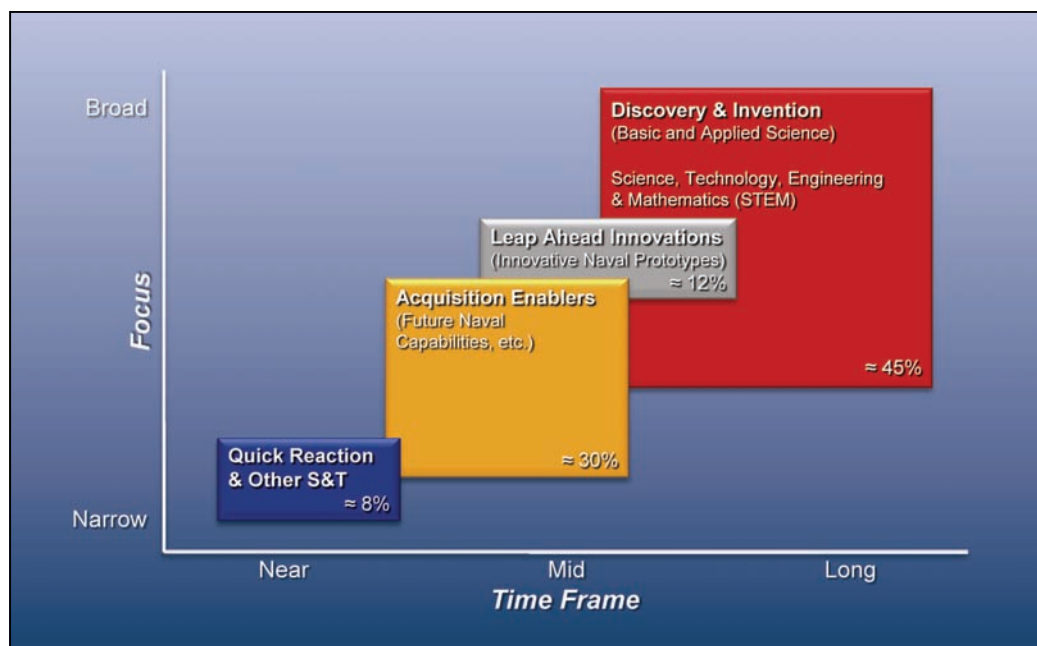 Broad
Focus
Narrow
Discovery & Invention
(Basic and Applied Science)
Science, Technology, Engineering
& Mathematics (STEM)
≈ 45%
Leap Ahead Innovations
(Innovative Naval Prototypes)
≈ 12%
Acquisition Enablers
(Future Naval
Capabilities, etc.)
≈ 30%
Quick Reaction
& Other S&T
≈ 8%
Near
Mid
Long
Time Frame